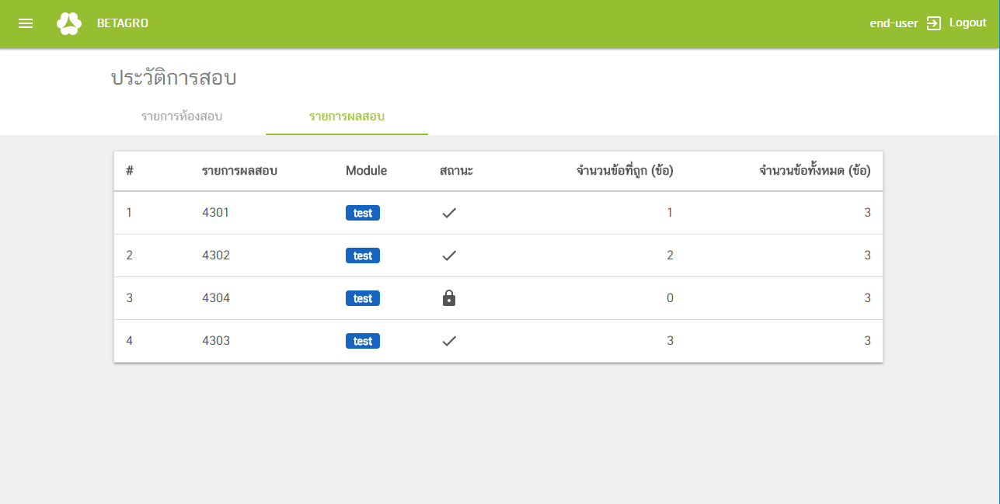 BETAGRO end-user Logout
ประวัติการสอบ
รายการห้องสอบ รายการผลสอบ
# รายการผลสอบ Module สถานะ จำนวนข้อที่ถูก (ข้อ) จำนวนข้อทั้งหมด (ข้อ)
1 4301 test 1 3
2 4302 test 2 3
3 4304 test 0 3
4 4303 test 3 3